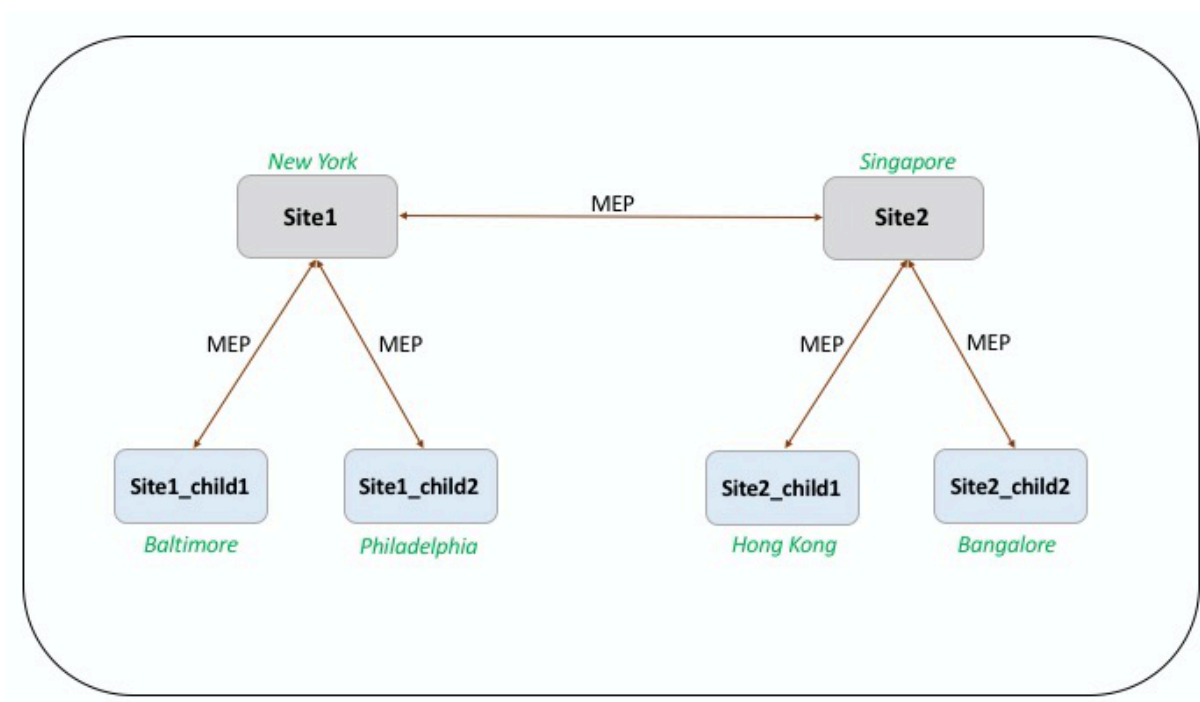 New York
Singapore
Site1
MEP
Site2
MEP
MEP
MEP
MEP
Site1_child1
Site1_child2
Site2_child1
Site2_child2
Baltimore
Philadelphia
Hong Kong
Bangalore